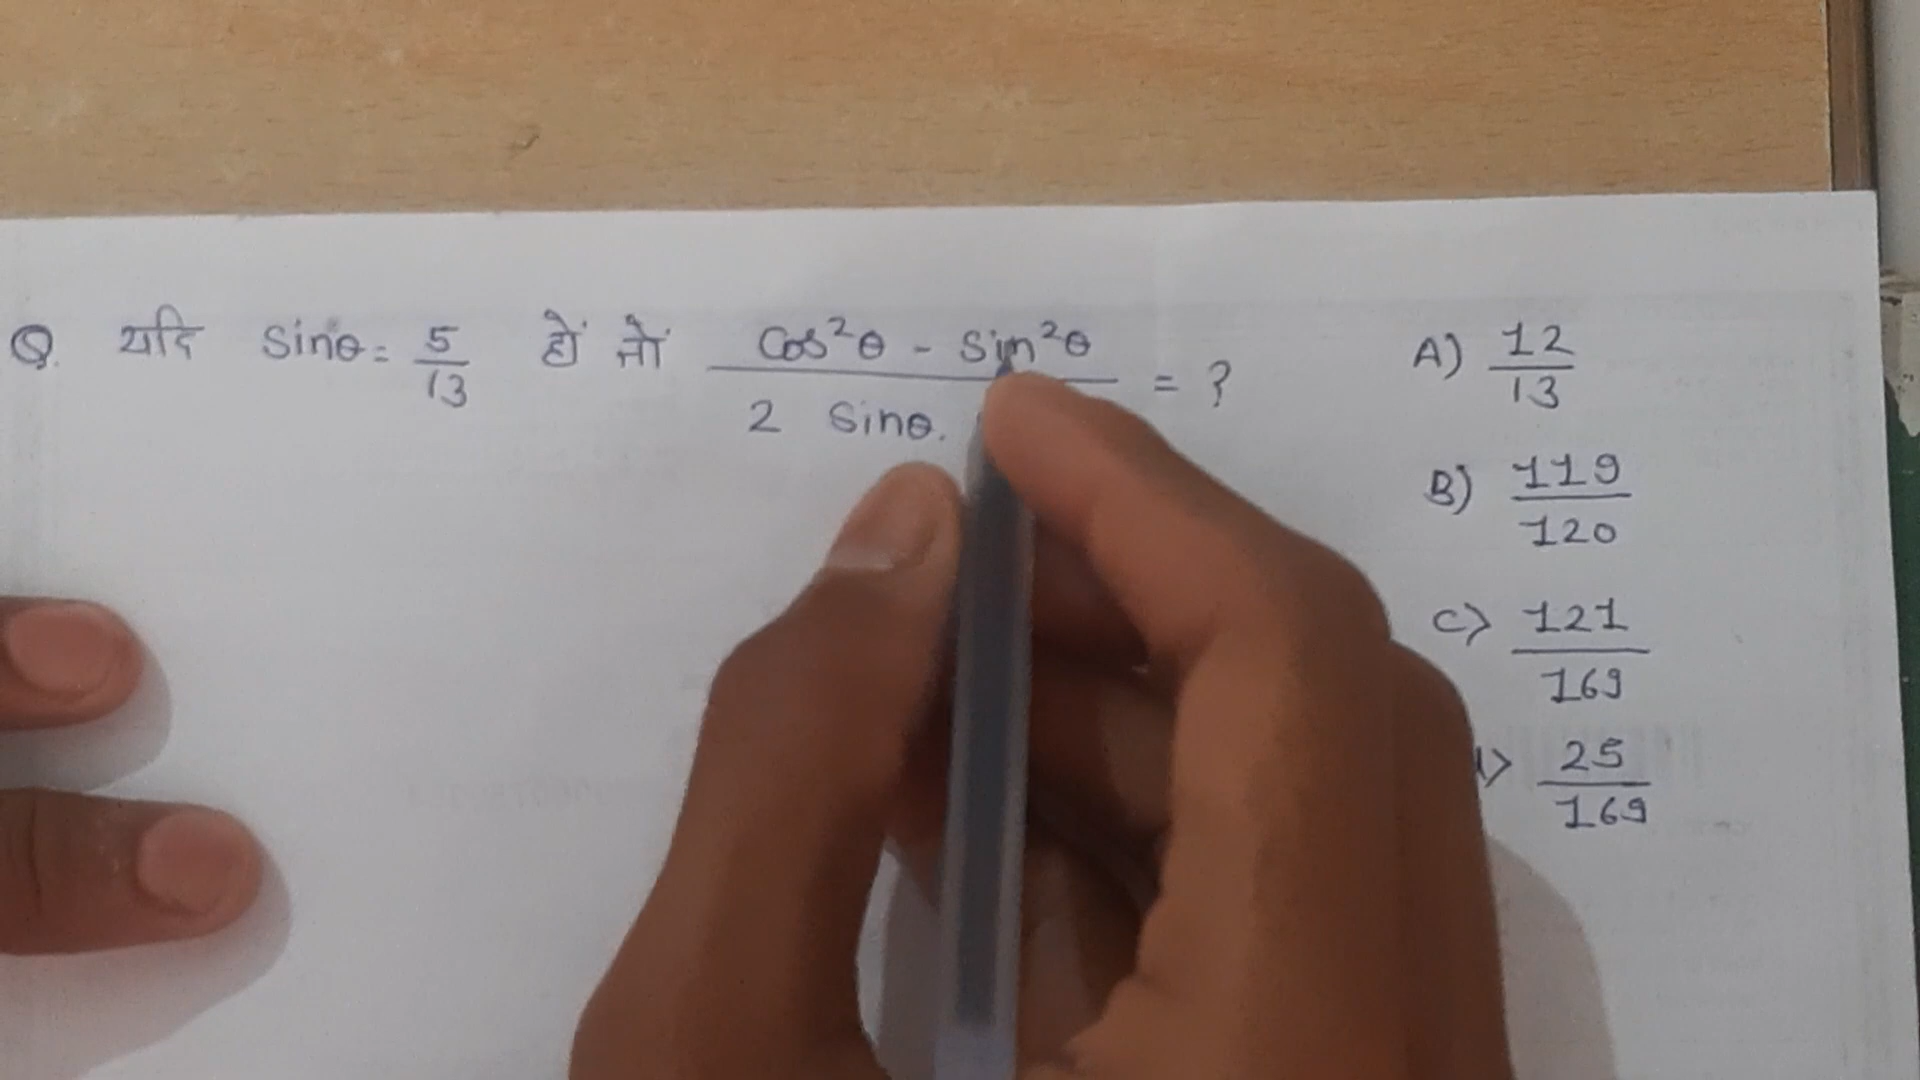 Q. यदि Sinθ = 5/13 हो तो (Cos²θ - Sin²θ)/(2 Sinθ.) = ?
A) 12/13
B) 119/120
C) 121/169
25/169